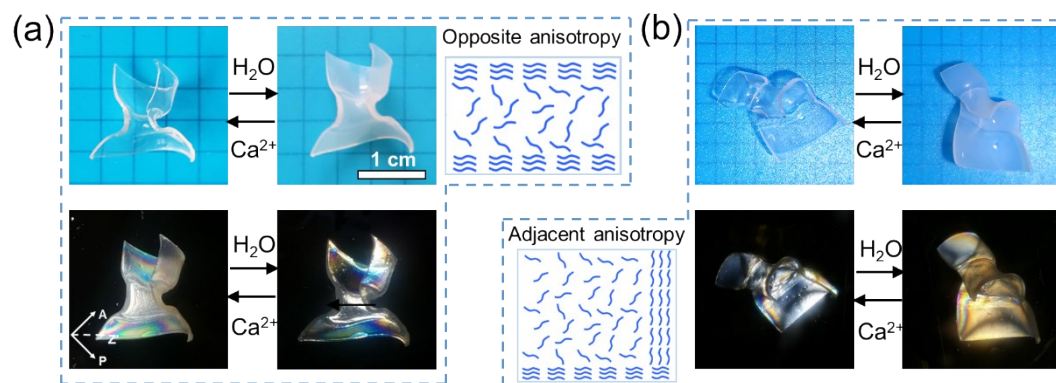 (a)
H2O
Ca2+
1 cm
Opposite anisotropy
H2O
Ca2+
A
Z
P
Adjacent anisotropy
(b)
H2O
Ca2+
H2O
Ca2+